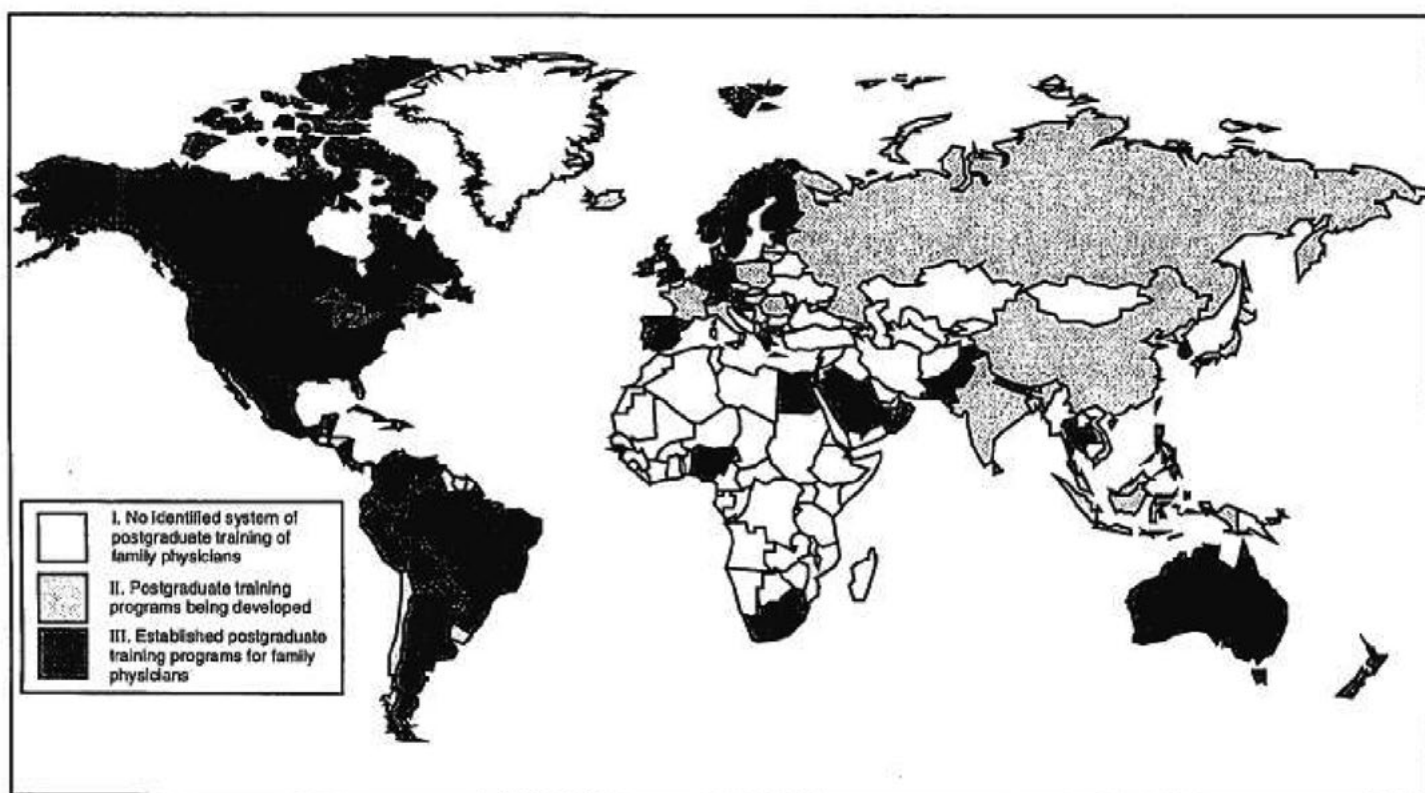 I. No identified system of
postgraduate training of
family physicians
II. Postgraduate training
programs being developed
III. Established postgraduate
training programs for family
physicians